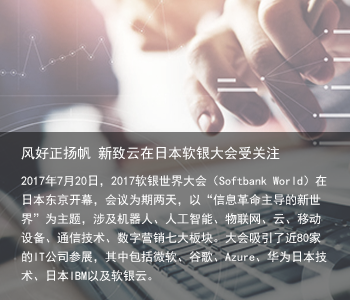 风好正扬帆 新致云在日本软银大会受关注
2017年7月20日，2017软银世界大会（Softbank World）在
日本东京开幕，会议为期两天，以“信息革命主导的新世
界”为主题，涉及机器人、人工智能、物联网、云、移动
设备、通信技术、数字营销七大板块。大会吸引了近80家
的IT公司参展，其中包括微软、谷歌、Azure、华为日本技
术、日本IBM以及软银云。